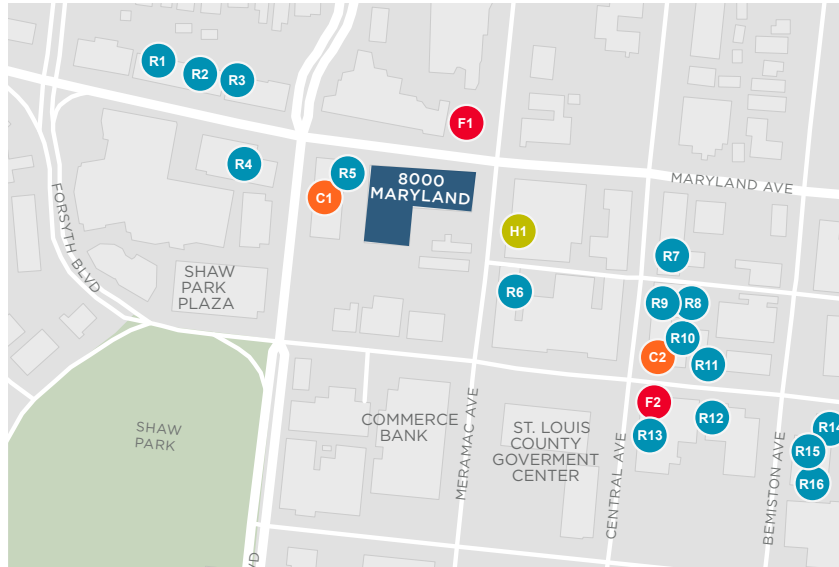 R1
R2
R3
F1
R4
R5
C1
8000
MARYLAND
MARYLAND AVE
H1
R7
FORSYTH BLVD
SHAW
PARK
PLAZA
R6
R9
R8
R10
C2
R11
F2
R12
R13
R14
R15
R16
SHAW
PARK
COMMERCE
BANK
MERAMAC AVE
ST. LOUIS
COUNTY
GOVERMENT
CENTER
CENTRAL AVE
BEMISTON AVE